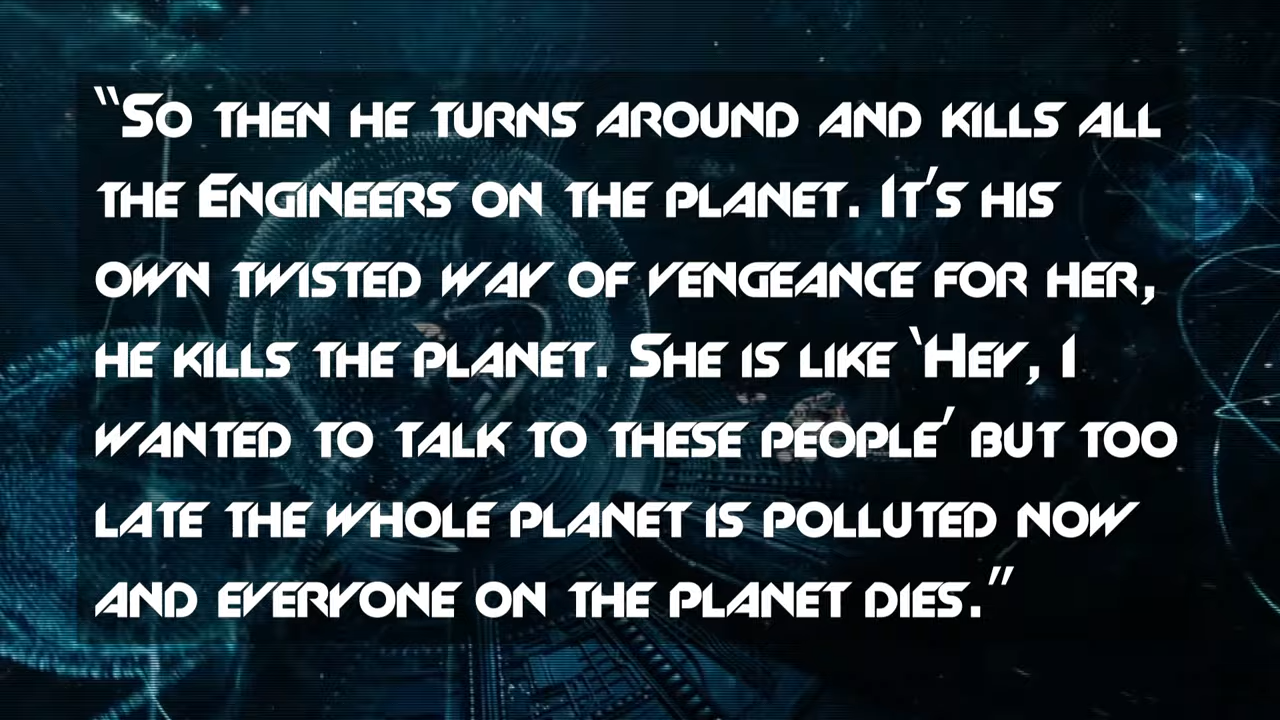 “So then he turns around and kills all
the Engineers on the planet. It’s his
own twisted way of vengeance for her,
he kills the planet. She is like ‘Hey, I
wanted to talk to these people’ but too
late the whole planet is polluted now
and everyone on the planet dies.”